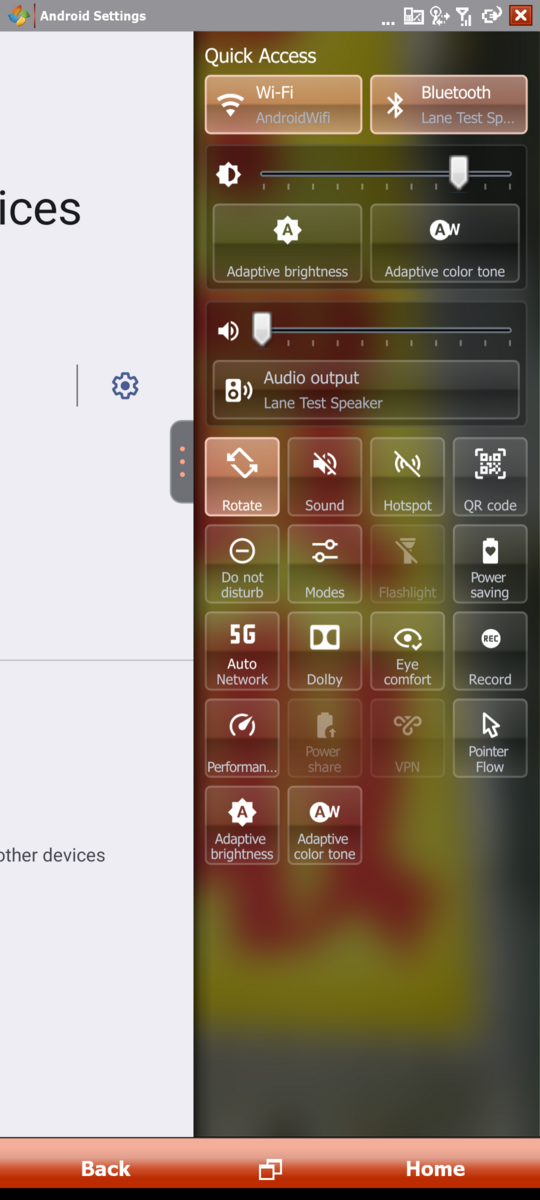 Android Settings
...
Quick Access
Wi-Fi
AndroidWifi
Bluetooth
Lane Test Sp...
ices
A
Adaptive brightness
AW
Adaptive color tone
Audio output
Lane Test Speaker
Rotate
Sound
Hotspot
QR code
Do not
disturb
Modes
Flashlight
Power
saving
5G
Auto
Network
Dolby
Eye
comfort
REC
Record
Performan...
Power
share
VPN
Pointer
Flow
A
Adaptive
brightness
AW
Adaptive
color tone
other devices
Back
Home